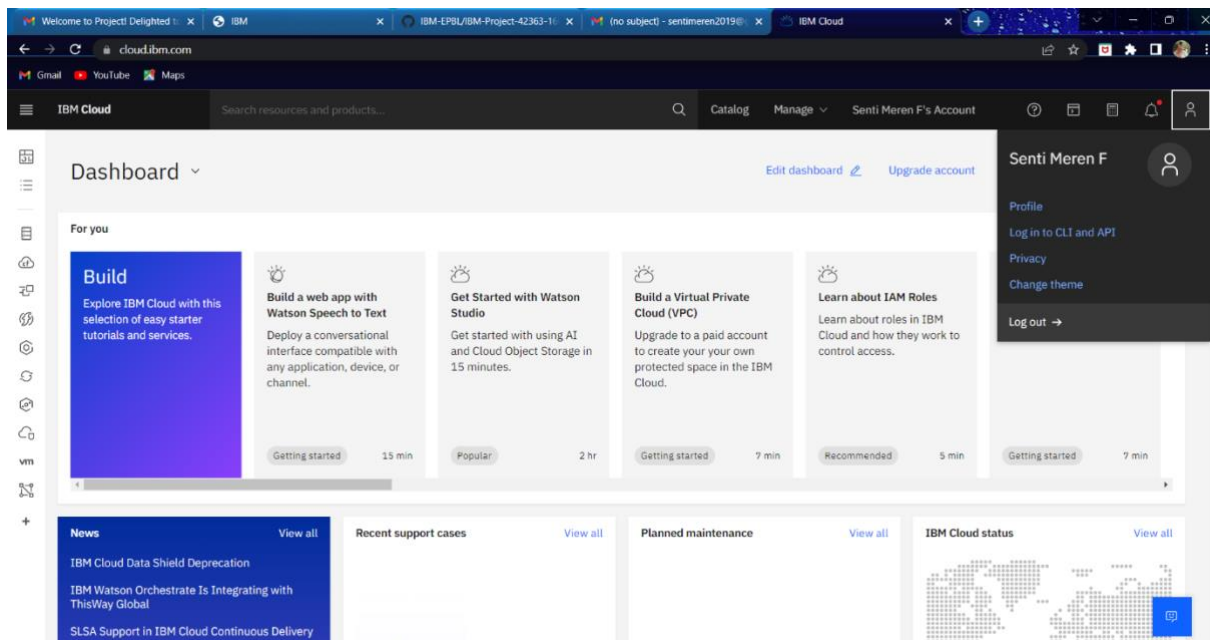 Welcome to Project! Delighted t
IBM
IBM-EPBL/IBM-Project-42363-16
(no subject) - sentimeren2019@
IBM Cloud
cloud.ibm.com
Gmail
YouTube
Maps
IBM Cloud
Search resources and products...
Catalog
Manage
Senti Meren F's Account
Dashboard
Edit dashboard
Upgrade account
Senti Meren F
Profile
Log in to CLI and API
Privacy
Change theme
Log out →
For you
Build
Explore IBM Cloud with this
selection of easy starter
tutorials and services.
Build a web app with
Watson Speech to Text
Deploy a conversational
interface compatible with
any application, device, or
channel.
Getting started
15 min
Get Started with Watson
Studio
Get started with using AI
and Cloud Object Storage in
15 minutes.
Popular
2 hr
Build a Virtual Private
Cloud (VPC)
Upgrade to a paid account
to create your your own
protected space in the IBM
Cloud.
Getting started
7 min
Learn about IAM Roles
Learn about roles in IBM
Cloud and how they work to
control access.
Recommended
5 min
Getting started
7 min
vm
News
View all
IBM Cloud Data Shield Deprecation
IBM Watson Orchestrate Is Integrating with
ThisWay Global
SLSA Support in IBM Cloud Continuous Delivery
Recent support cases
View all
Planned maintenance
View all
IBM Cloud status
View all